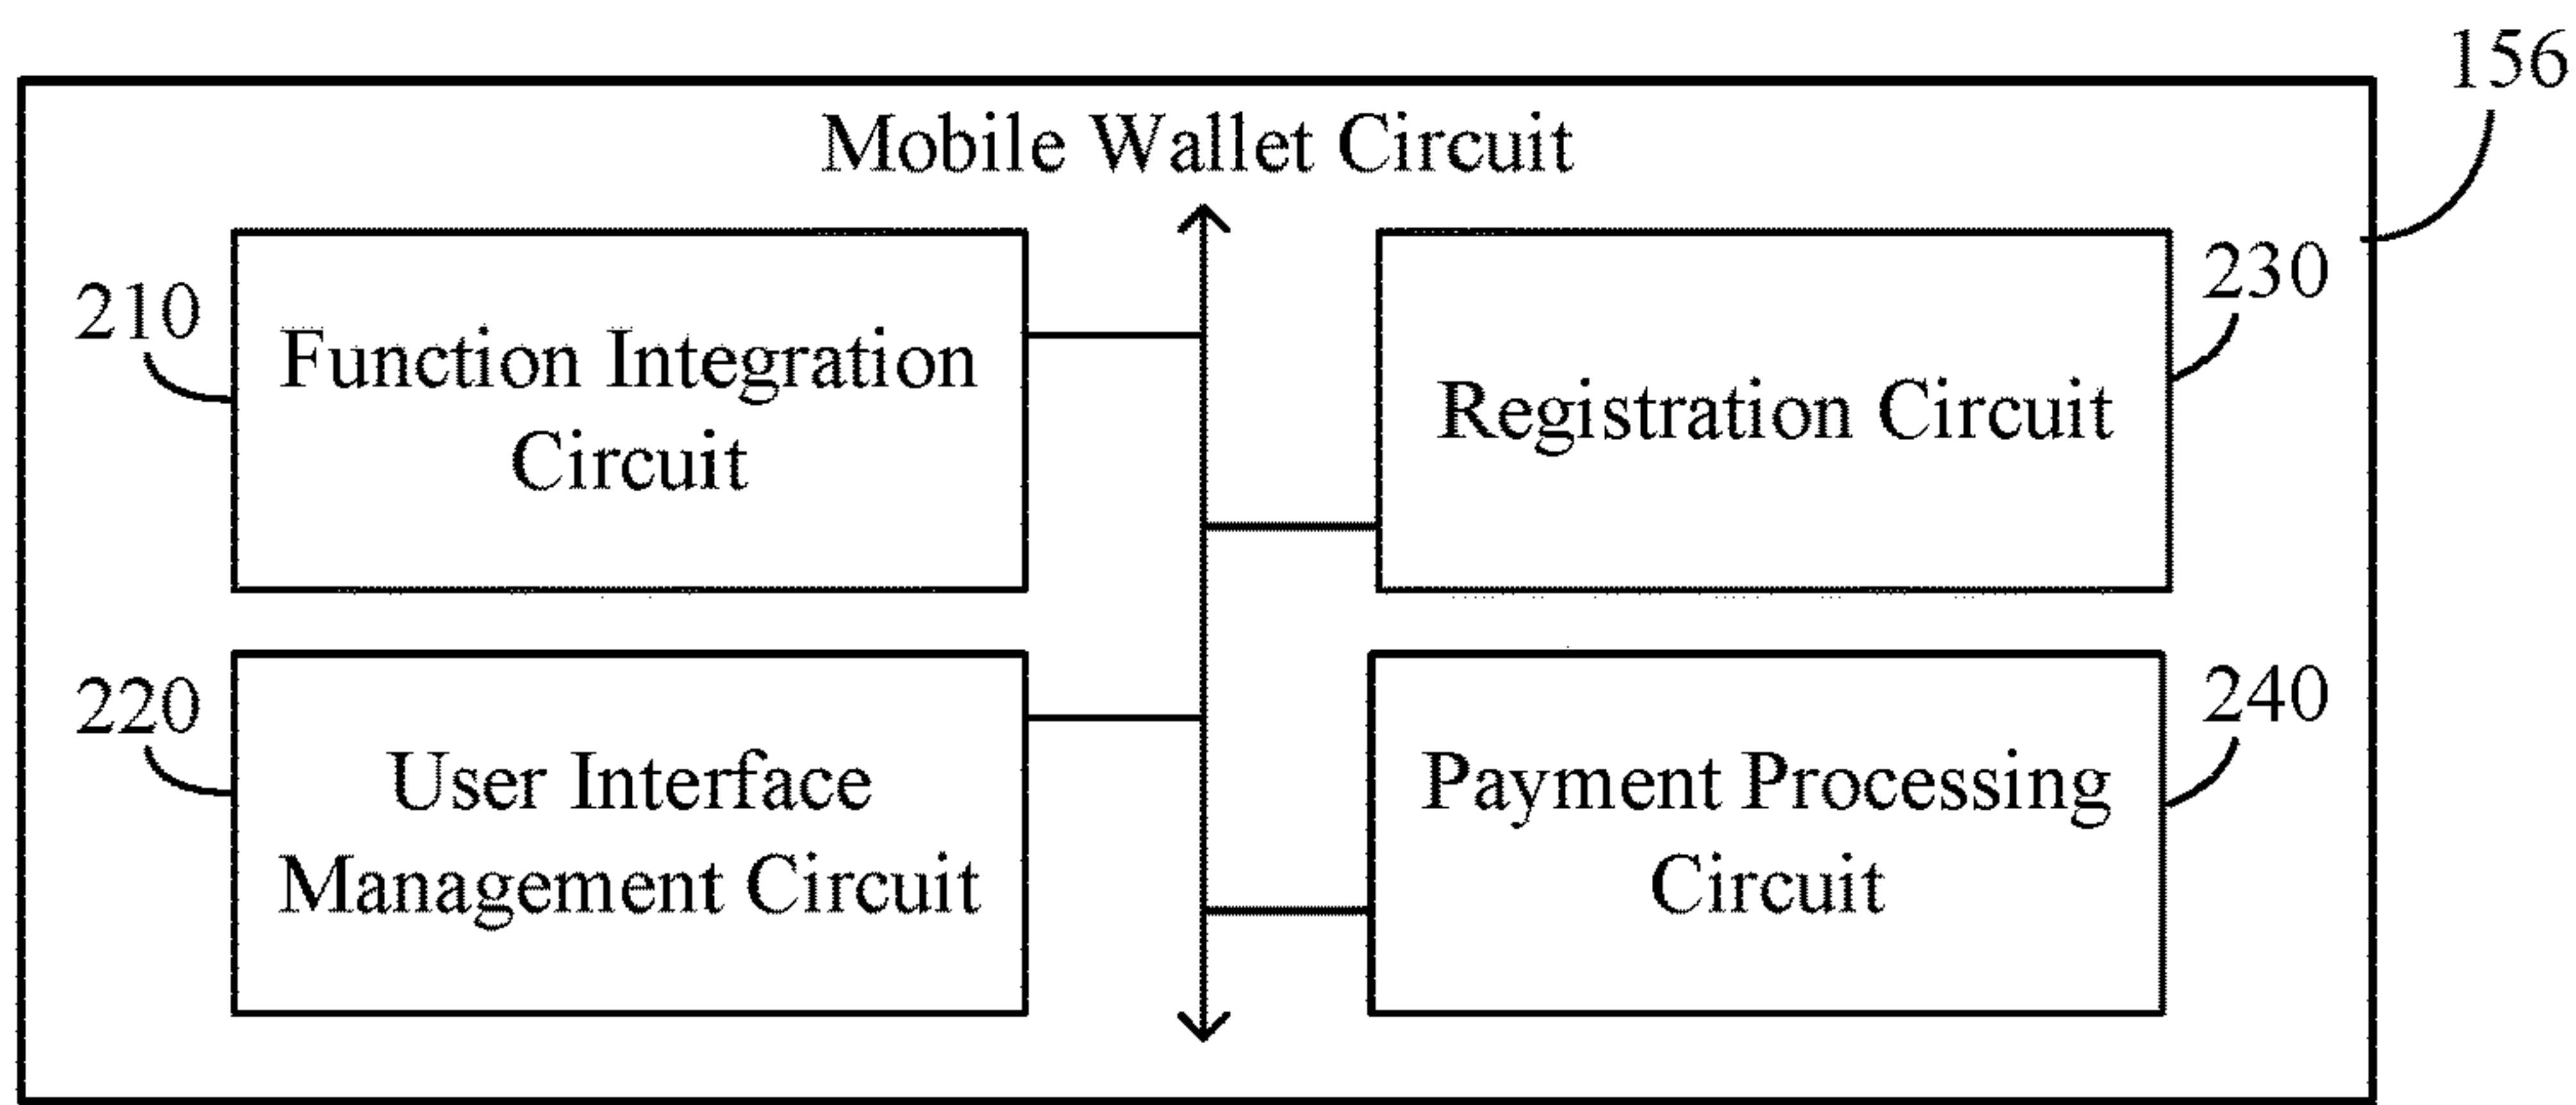 156
Mobile Wallet Circuit
210
Function Integration
Circuit
230
Registration Circuit
220
User Interface
Management Circuit
240
Payment Processing
Circuit